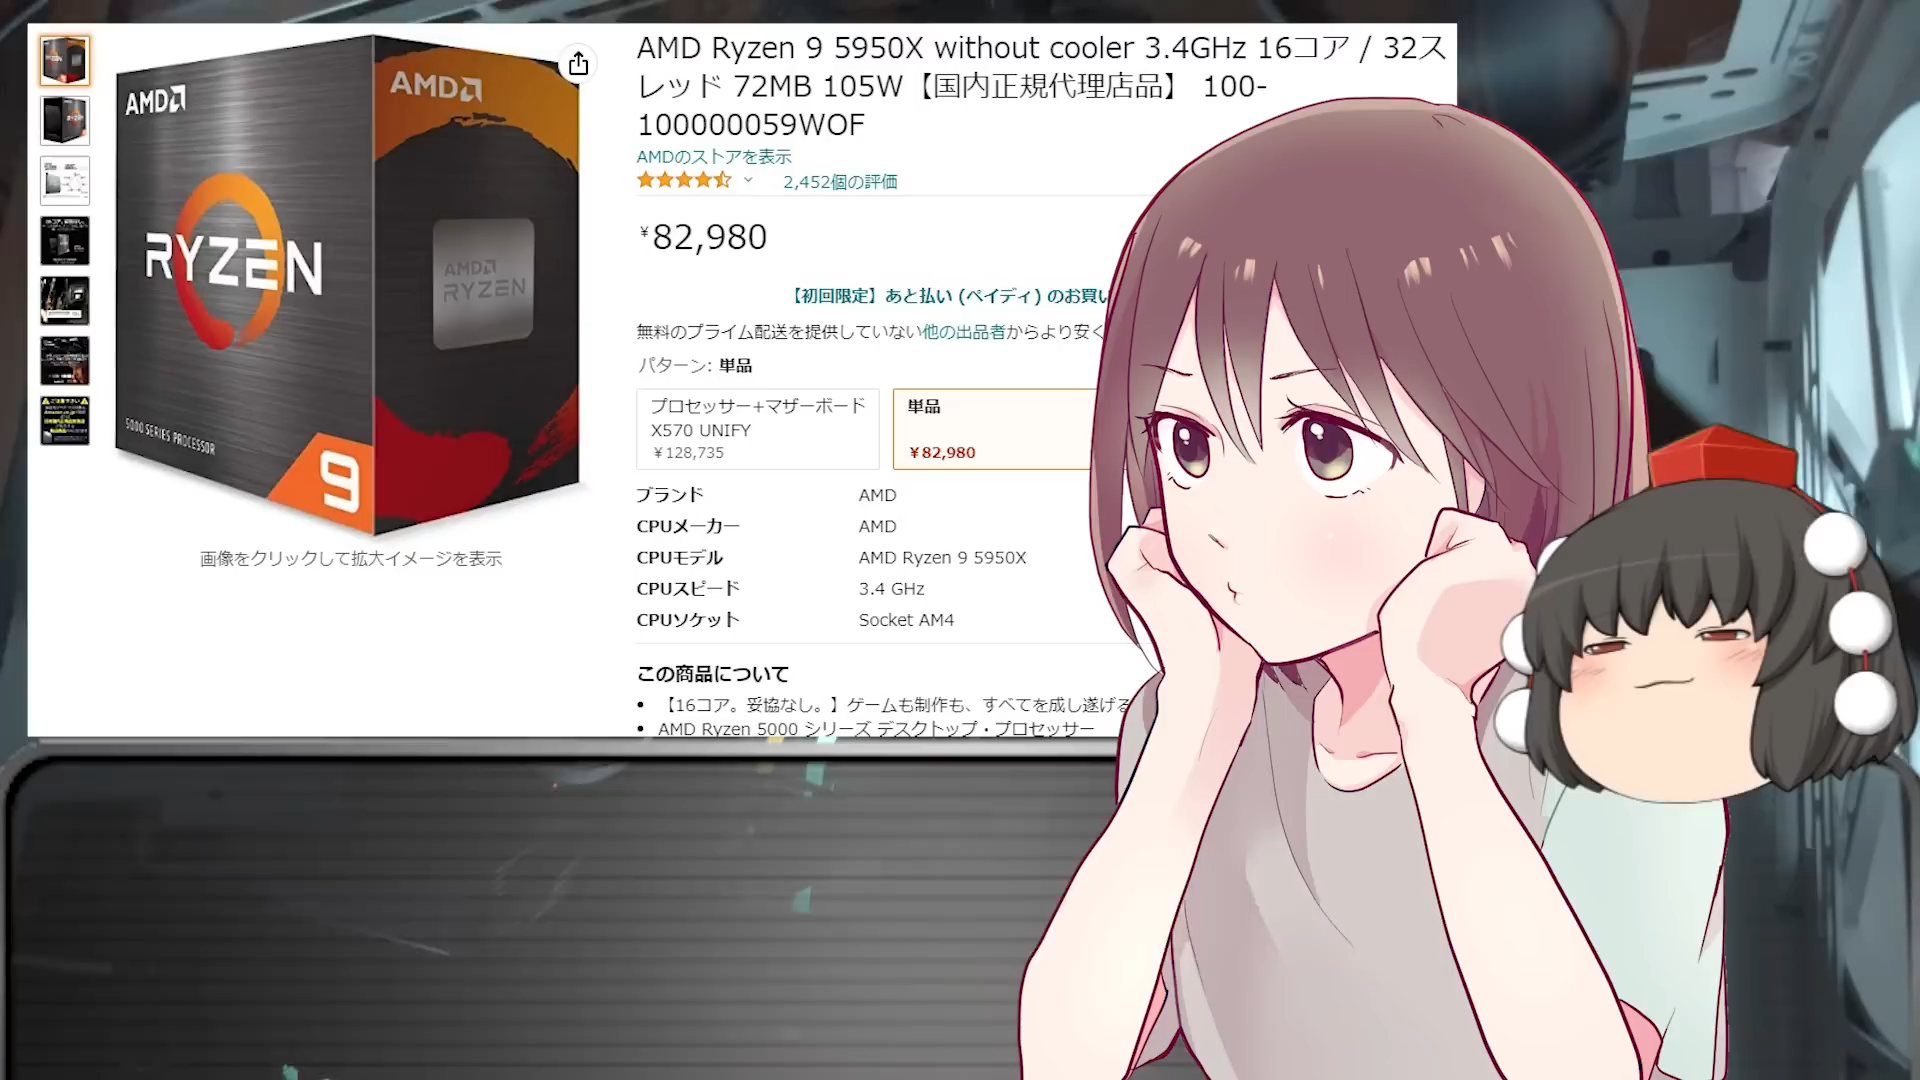 AMD Ryzen 9 5950X without cooler 3.4GHz 16コア / 32ス
レッド 72MB 105W【国内正規代理店品】 100-
100000059WOF
AMDのストアを表示
2,452個の評価
¥82,980
【初回限定】あと払い (ペイディ) のお買い
無料のプライム配送を提供していない他の出品者からより安く
パターン: 単品
プロセッサー+マザーボード
X570 UNIFY
¥128,735
単品
¥82,980
ブランド AMD
CPUメーカー AMD
CPUモデル AMD Ryzen 9 5950X
CPUスピード 3.4 GHz
CPUソケット Socket AM4
この商品について
• 【16コア。妥協なし。】ゲームも制作も、すべてを成し遂げる
• AMD Ryzen 5000 シリーズ デスクトップ・プロセッサー
AMD
AMD
RYZEN
AMD
RYZEN
5000 SERIES PROCESSOR
9
画像をクリックして拡大イメージを表示